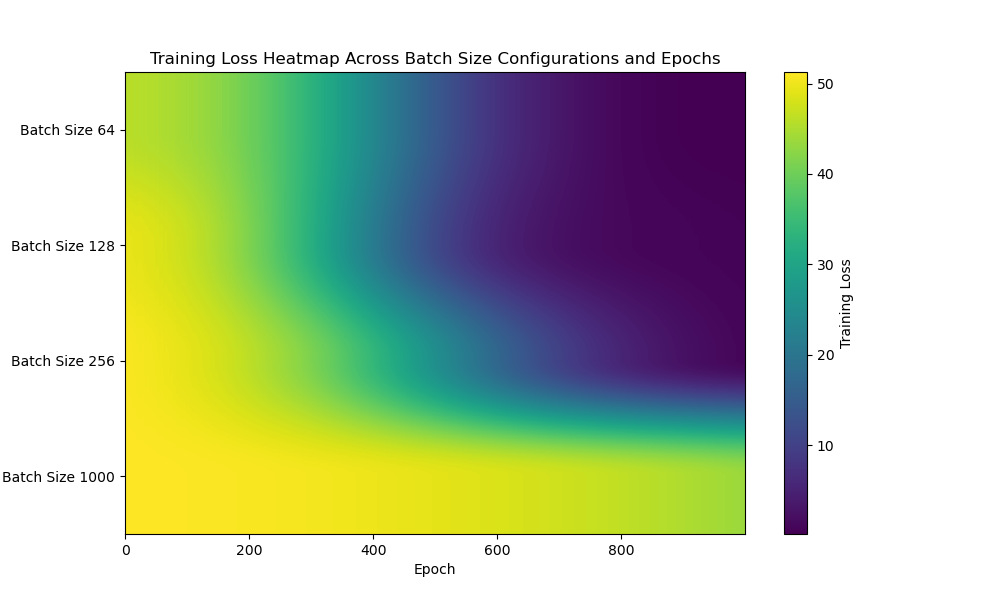 Training Loss Heatmap Across Batch Size Configurations and Epochs
Batch Size 64
Batch Size 128
Batch Size 256
Batch Size 1000
0
200
400
600
800
Epoch
50
40
30
20
10
Training Loss